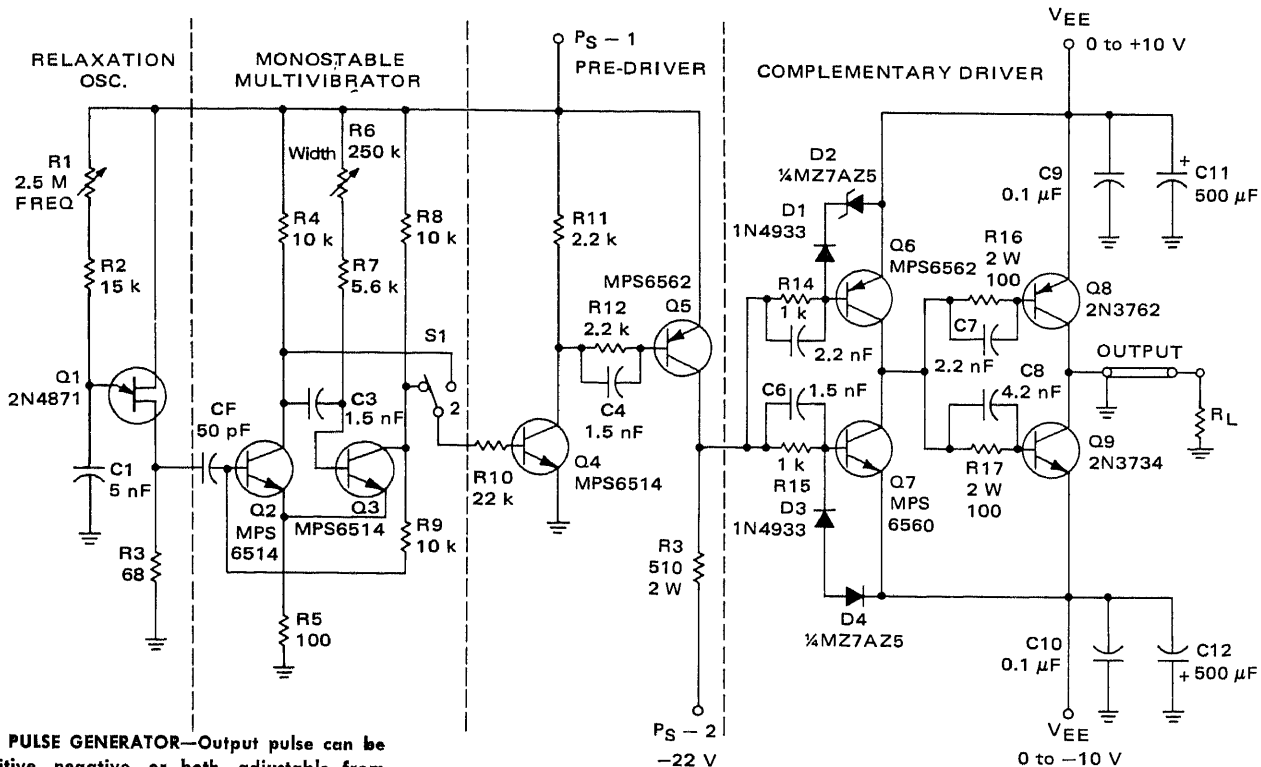 RELAXATION
OSC.
MONOSTABLE
MULTIVIBRATOR
PS – 1
PRE-DRIVER
COMPLEMENTARY DRIVER
VEE
0 to +10 V
R1
2.5 M
FREQ
R2
15 k
Q1
2N4871
C1
5 nF
R3
68
CF
50 pF
R4
10 k
Width
R6
250 k
R7
5.6 k
R8
10 k
C3
1.5 nF
S1
2
Q2
MPS
6514
Q3
MPS6514
R9
10 k
R5
100
R10
22 k
R11
2.2 k
Q4
MPS6514
MPS6562
R12
2.2 k
Q5
C4
1.5 nF
R3
510
2 W
PS – 2
–22 V
D2
¼MZ7AZ5
D1
1N4933
Q6
MPS6562
R14
1 k
2.2 nF
C6
1.5 nF
1 k
R15
Q7
MPS
6560
D3
1N4933
D4
¼MZ7AZ5
C9
0.1 µF
C11
+
500 µF
R16
2 W
100
C7
2.2 nF
Q8
2N3762
C8
4.2 nF
R17
2 W
100
Q9
2N3734
OUTPUT
RL
C10
0.1 µF
C12
+
500 µF
VEE
0 to –10 V
PULSE GENERATOR—Output pulse can be
negative, or both, adjustable from